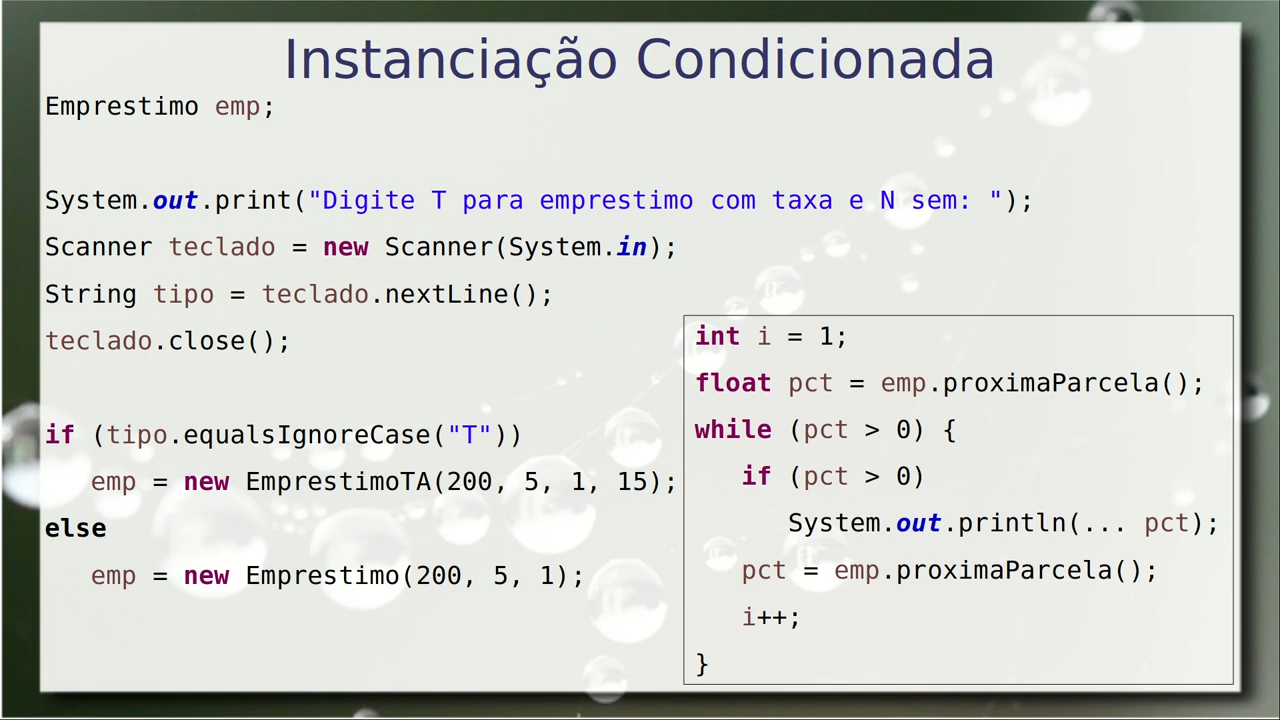 Instanciação Condicionada
Emprestimo emp;
System.out.print("Digite T para emprestimo com taxa e N sem: ");
Scanner teclado = new Scanner(System.in);
String tipo = teclado.nextLine();
teclado.close();
if (tipo.equalsIgnoreCase("T"))
   emp = new EmprestimoTA(200, 5, 1, 15);
else
   emp = new Emprestimo(200, 5, 1);
int i = 1;
float pct = emp.proximaParcela();
while (pct > 0) {
   if (pct > 0)
      System.out.println(... pct);
   pct = emp.proximaParcela();
   i++;
}